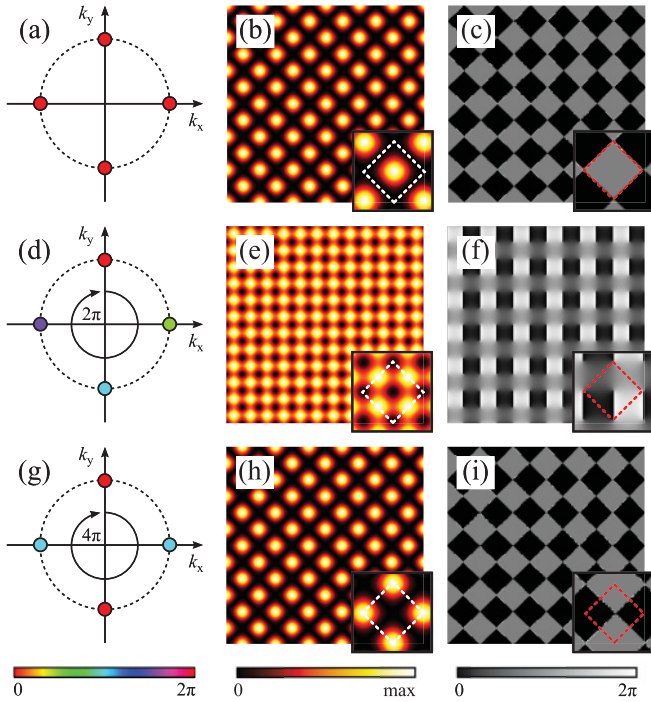 (a)
k_y
k_x
(b)
(c)
(d)
k_y
2π
k_x
(e)
(f)
(g)
k_y
4π
k_x
(h)
(i)
0 2π
0 max
0 2π